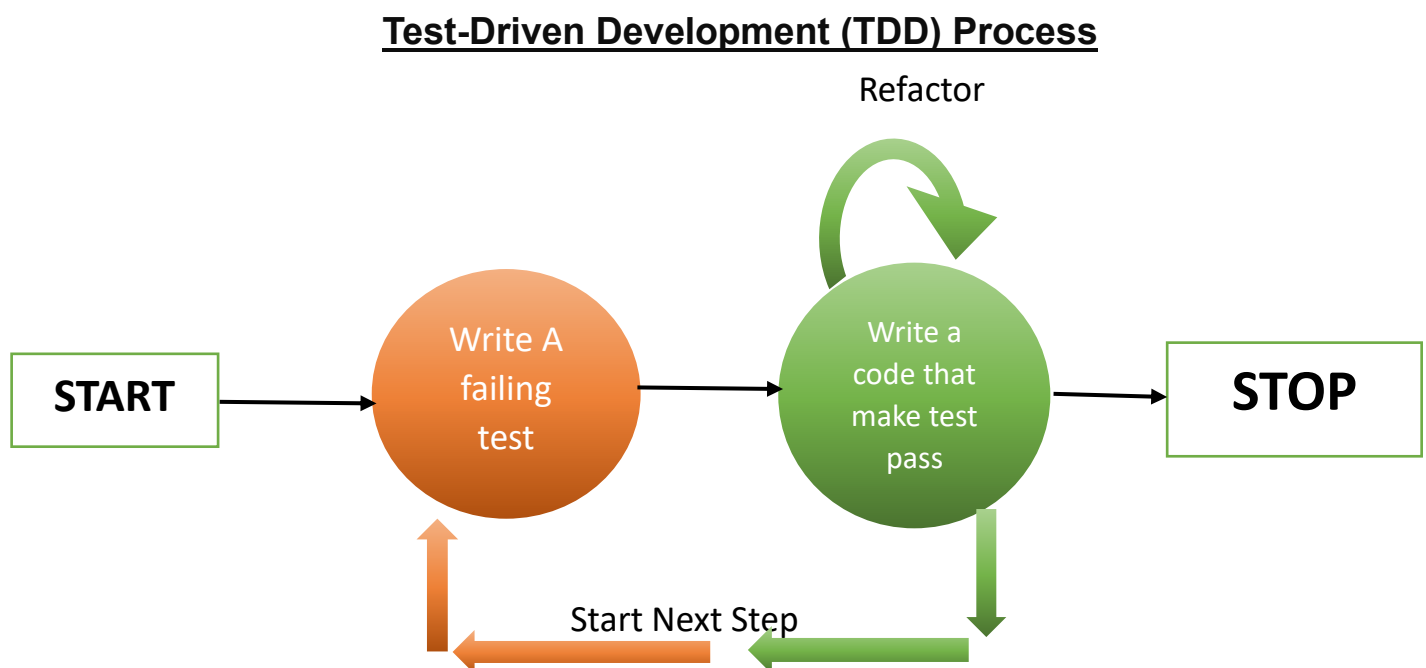 Test-Driven Development (TDD) Process
Refactor
START
Write A
failing
test
Write a
code that
make test
pass
STOP
Start Next Step